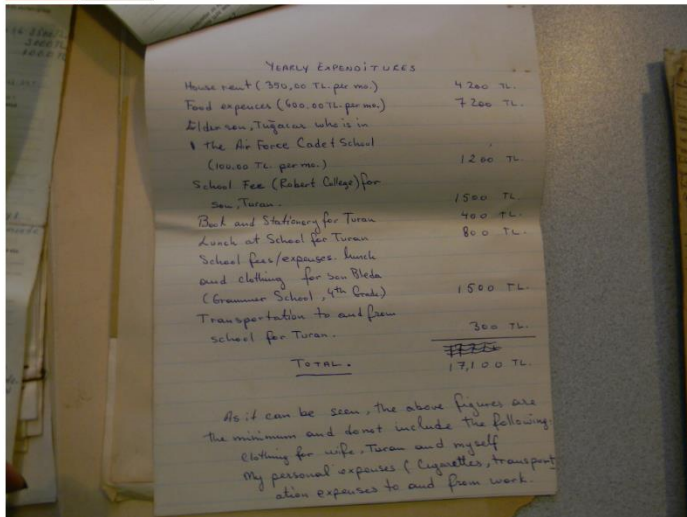 YEARLY EXPENDITURES
House rent (350,00 TL. per mo.) 4200 TL.
Food expences (600.00 TL. per mo.) 7200 TL.
Elder son, Tuğacar who is in
the Air Force Cadet School
(100.00 TL. per mo.) 1200 TL.
School Fee (Robert College) for
son, Turan. 1500 TL.
Book and Stationery for Turan 400 TL.
Lunch at School for Turan 800 TL.
School fees/expenses. lunch
and clothing for son Bleda
(Grammer School, 4th Grade) 1500 TL.
Transportation to and from
school for Turan. 300 TL.
TOTAL. 17,100 TL.
As it can be seen, the above figures are
the minimum and donot include the following:
Clothing for wife, Turan and myself
My personal expenses (Cigarettes, transport
ation expenses to and from work.